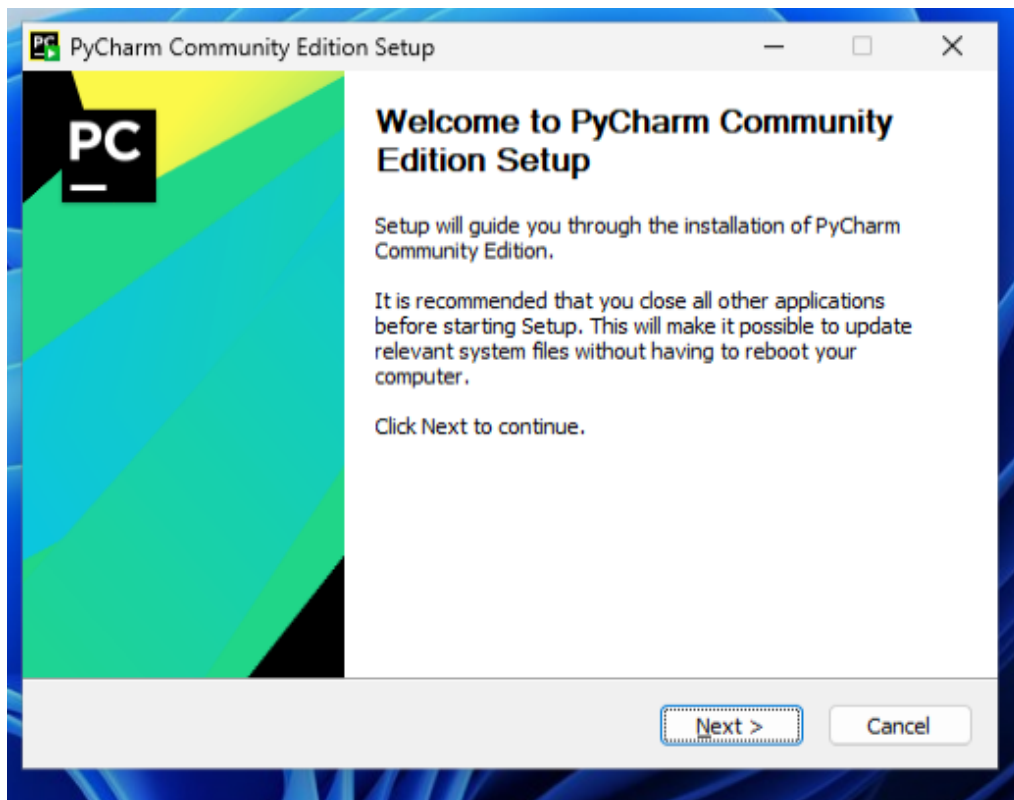 PC PyCharm Community Edition Setup
PC
Welcome to PyCharm Community
Edition Setup
Setup will guide you through the installation of PyCharm
Community Edition.
It is recommended that you close all other applications
before starting Setup. This will make it possible to update
relevant system files without having to reboot your
computer.
Click Next to continue.
Next >
Cancel